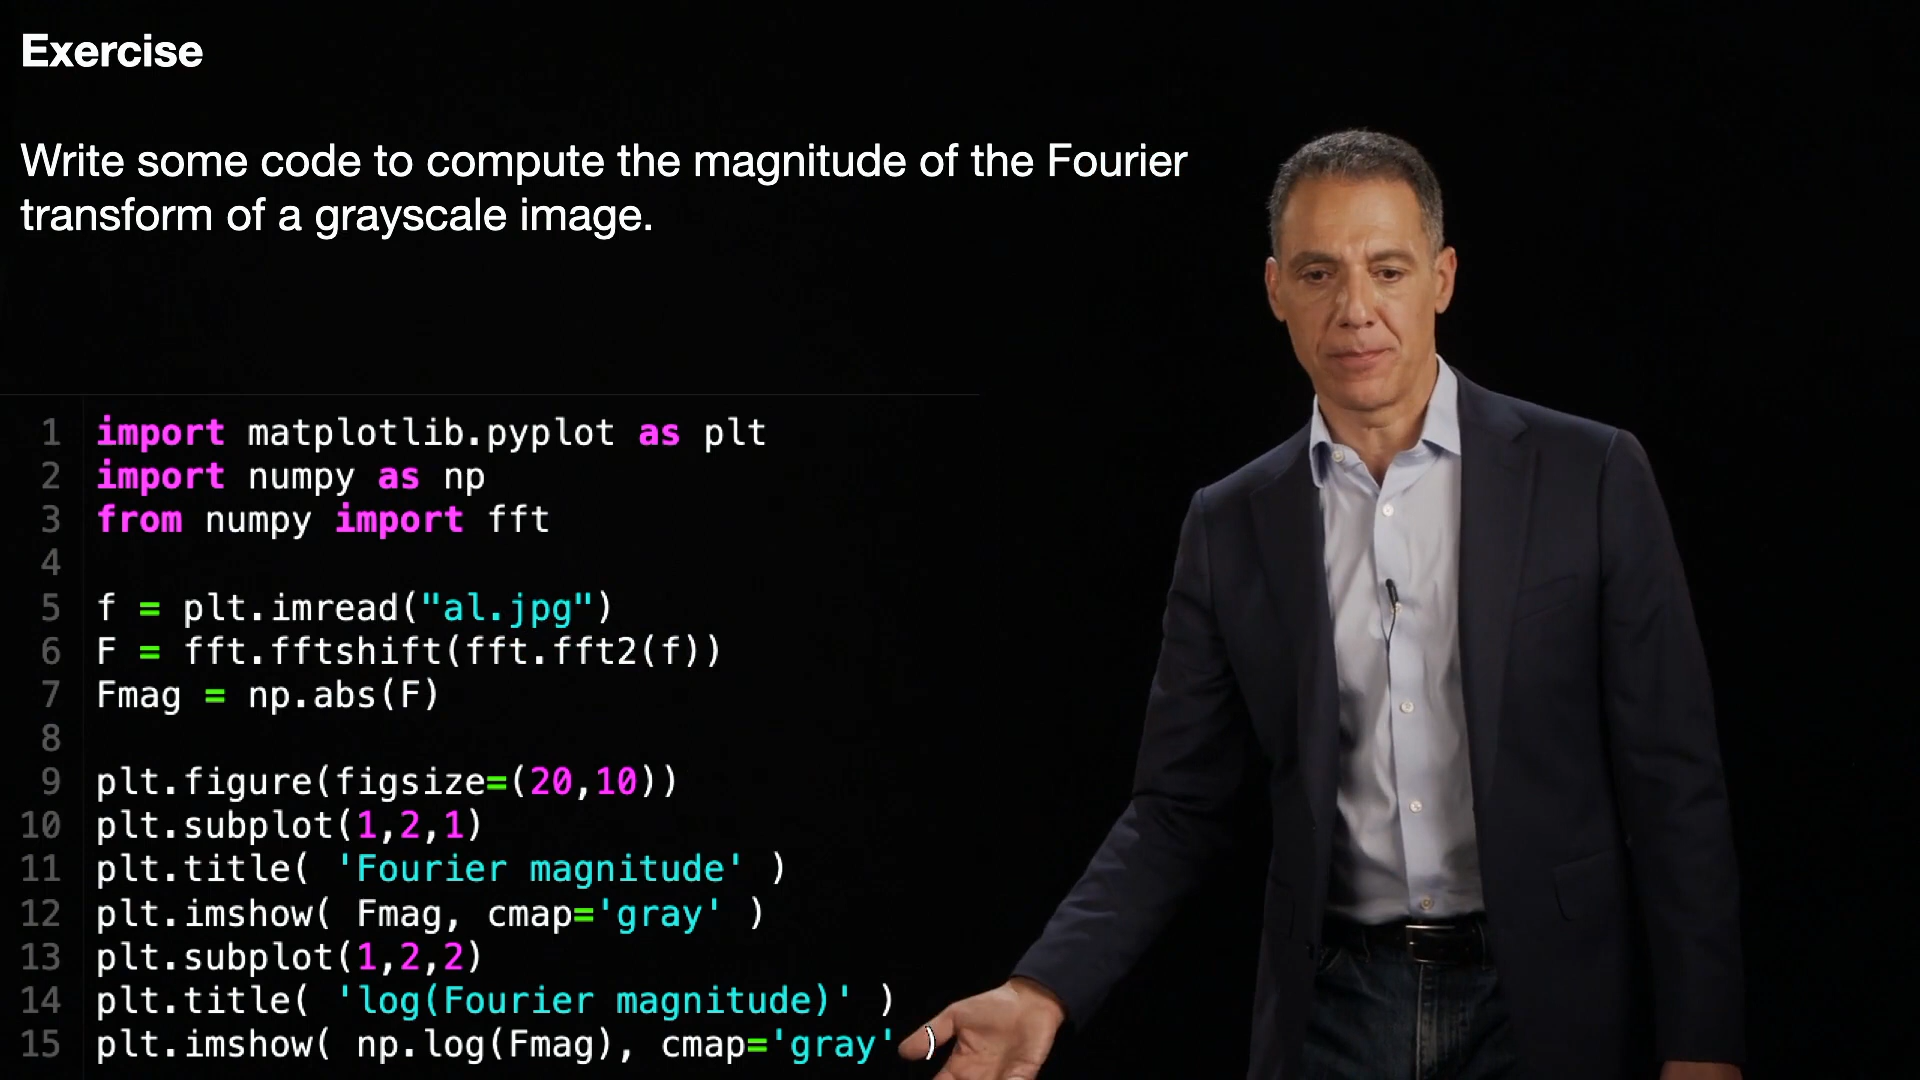 Exercise
Write some code to compute the magnitude of the Fourier
transform of a grayscale image.
1 import matplotlib.pyplot as plt
2 import numpy as np
3 from numpy import fft
4
5 f = plt.imread("al.jpg")
6 F = fft.fftshift(fft.fft2(f))
7 Fmag = np.abs(F)
8
9 plt.figure(figsize=(20,10))
10 plt.subplot(1,2,1)
11 plt.title( 'Fourier magnitude' )
12 plt.imshow( Fmag, cmap='gray' )
13 plt.subplot(1,2,2)
14 plt.title( 'log(Fourier magnitude)' )
15 plt.imshow( np.log(Fmag), cmap='gray' )